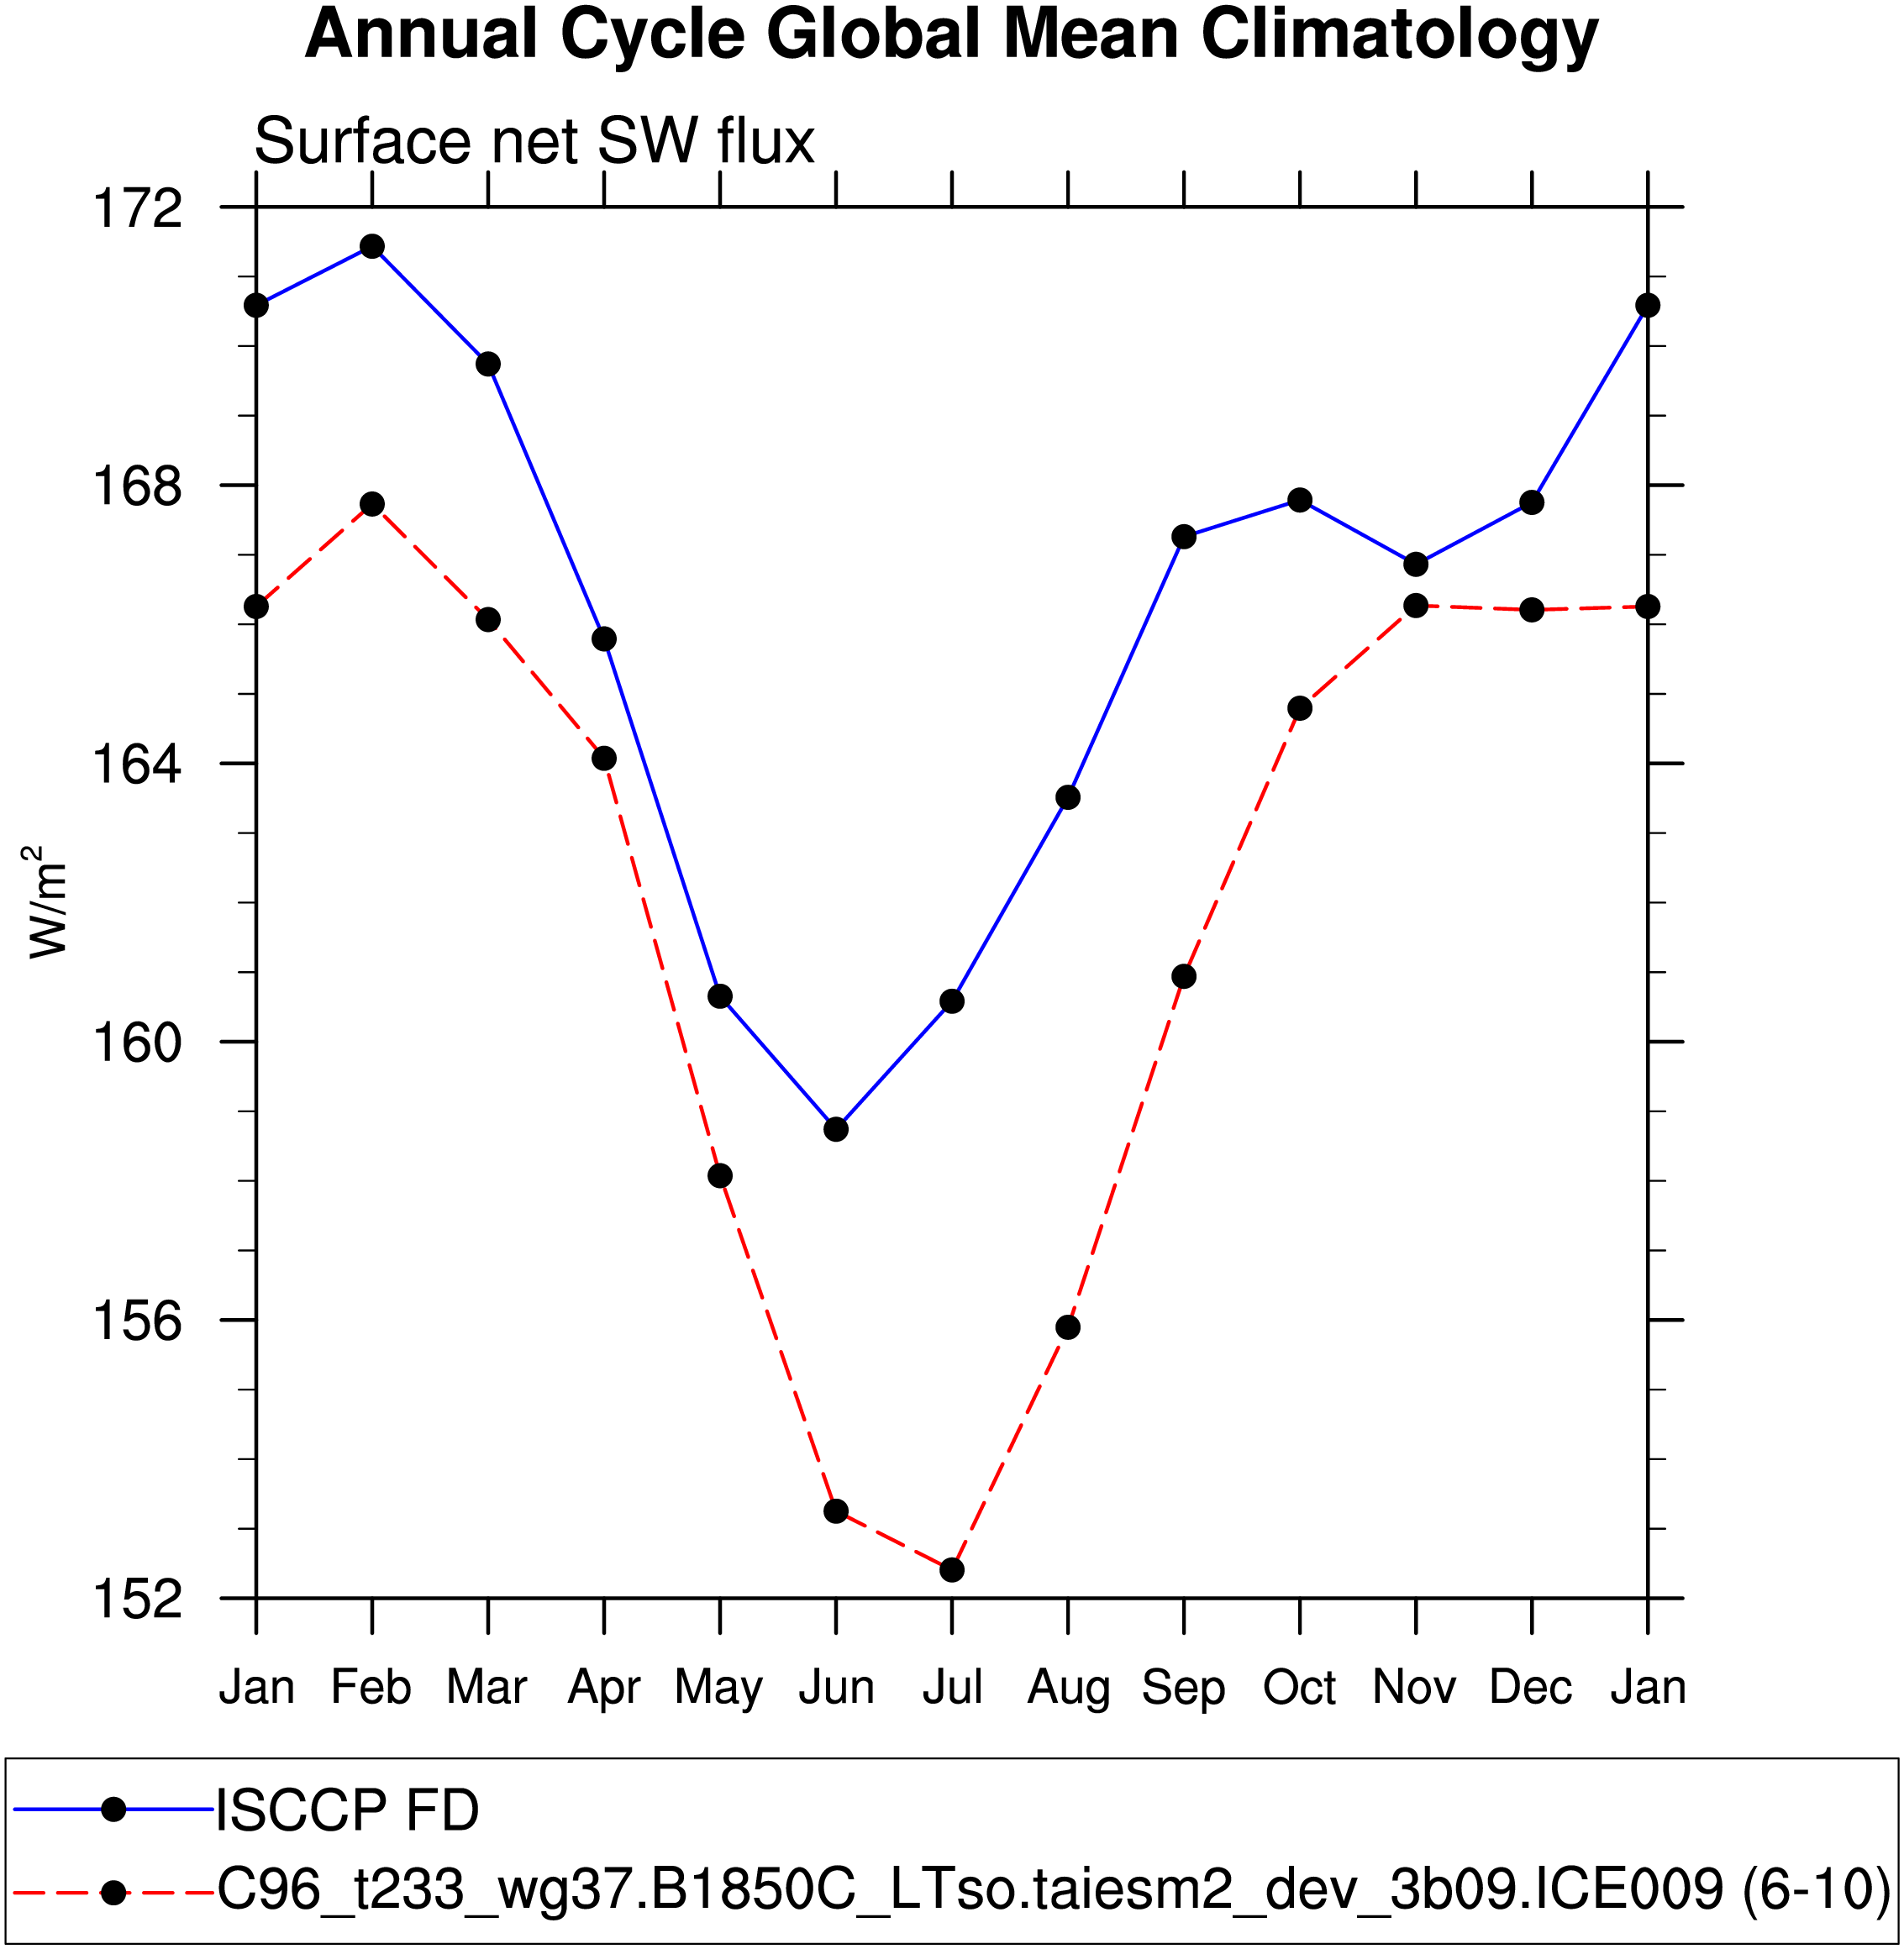 Annual Cycle Global Mean Climatology
Surface net SW flux
172
168
164
160
156
152
W/m²
Jan Feb Mar Apr May Jun Jul Aug Sep Oct Nov Dec Jan
ISCCP FD
C96_t233_wg37.B1850C_LTso.taiesm2_dev_3b09.ICE009 (6-10)